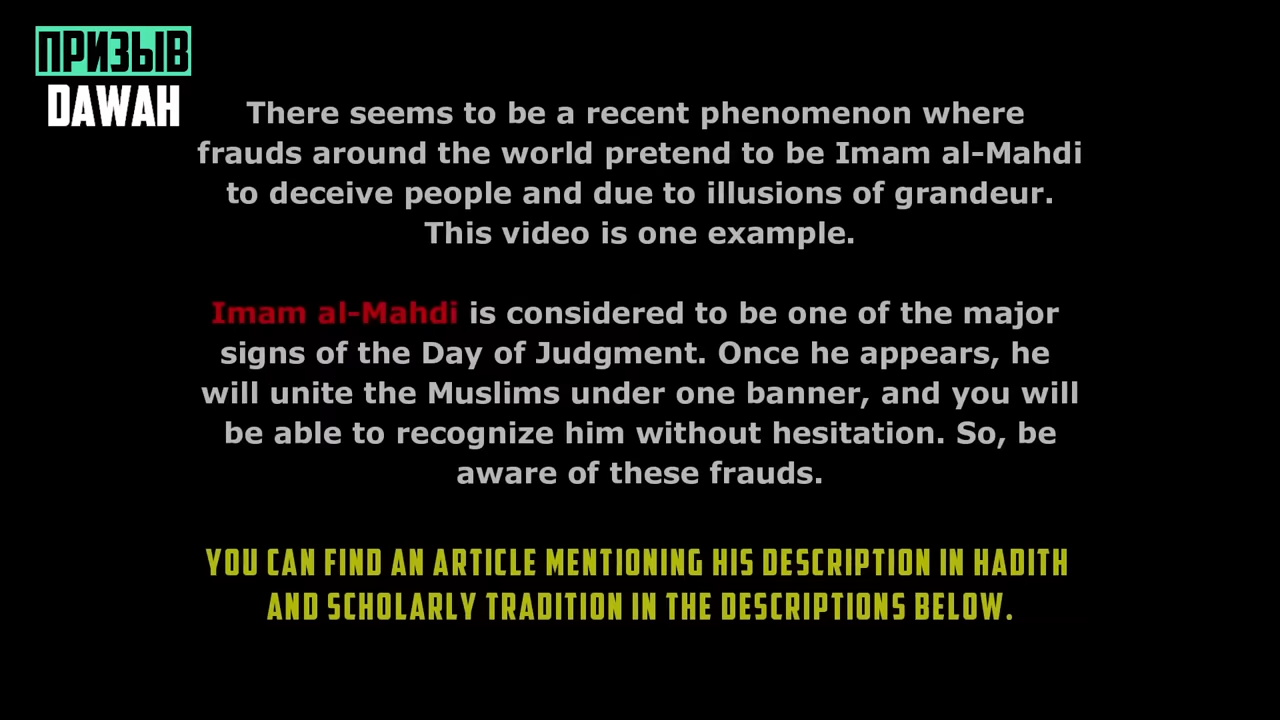 ПРИЗЫВ
DAWAH
There seems to be a recent phenomenon where
frauds around the world pretend to be Imam al-Mahdi
to deceive people and due to illusions of grandeur.
This video is one example.
Imam al-Mahdi is considered to be one of the major
signs of the Day of Judgment. Once he appears, he
will unite the Muslims under one banner, and you will
be able to recognize him without hesitation. So, be
aware of these frauds.
YOU CAN FIND AN ARTICLE MENTIONING HIS DESCRIPTION IN HADITH
AND SCHOLARLY TRADITION IN THE DESCRIPTIONS BELOW.